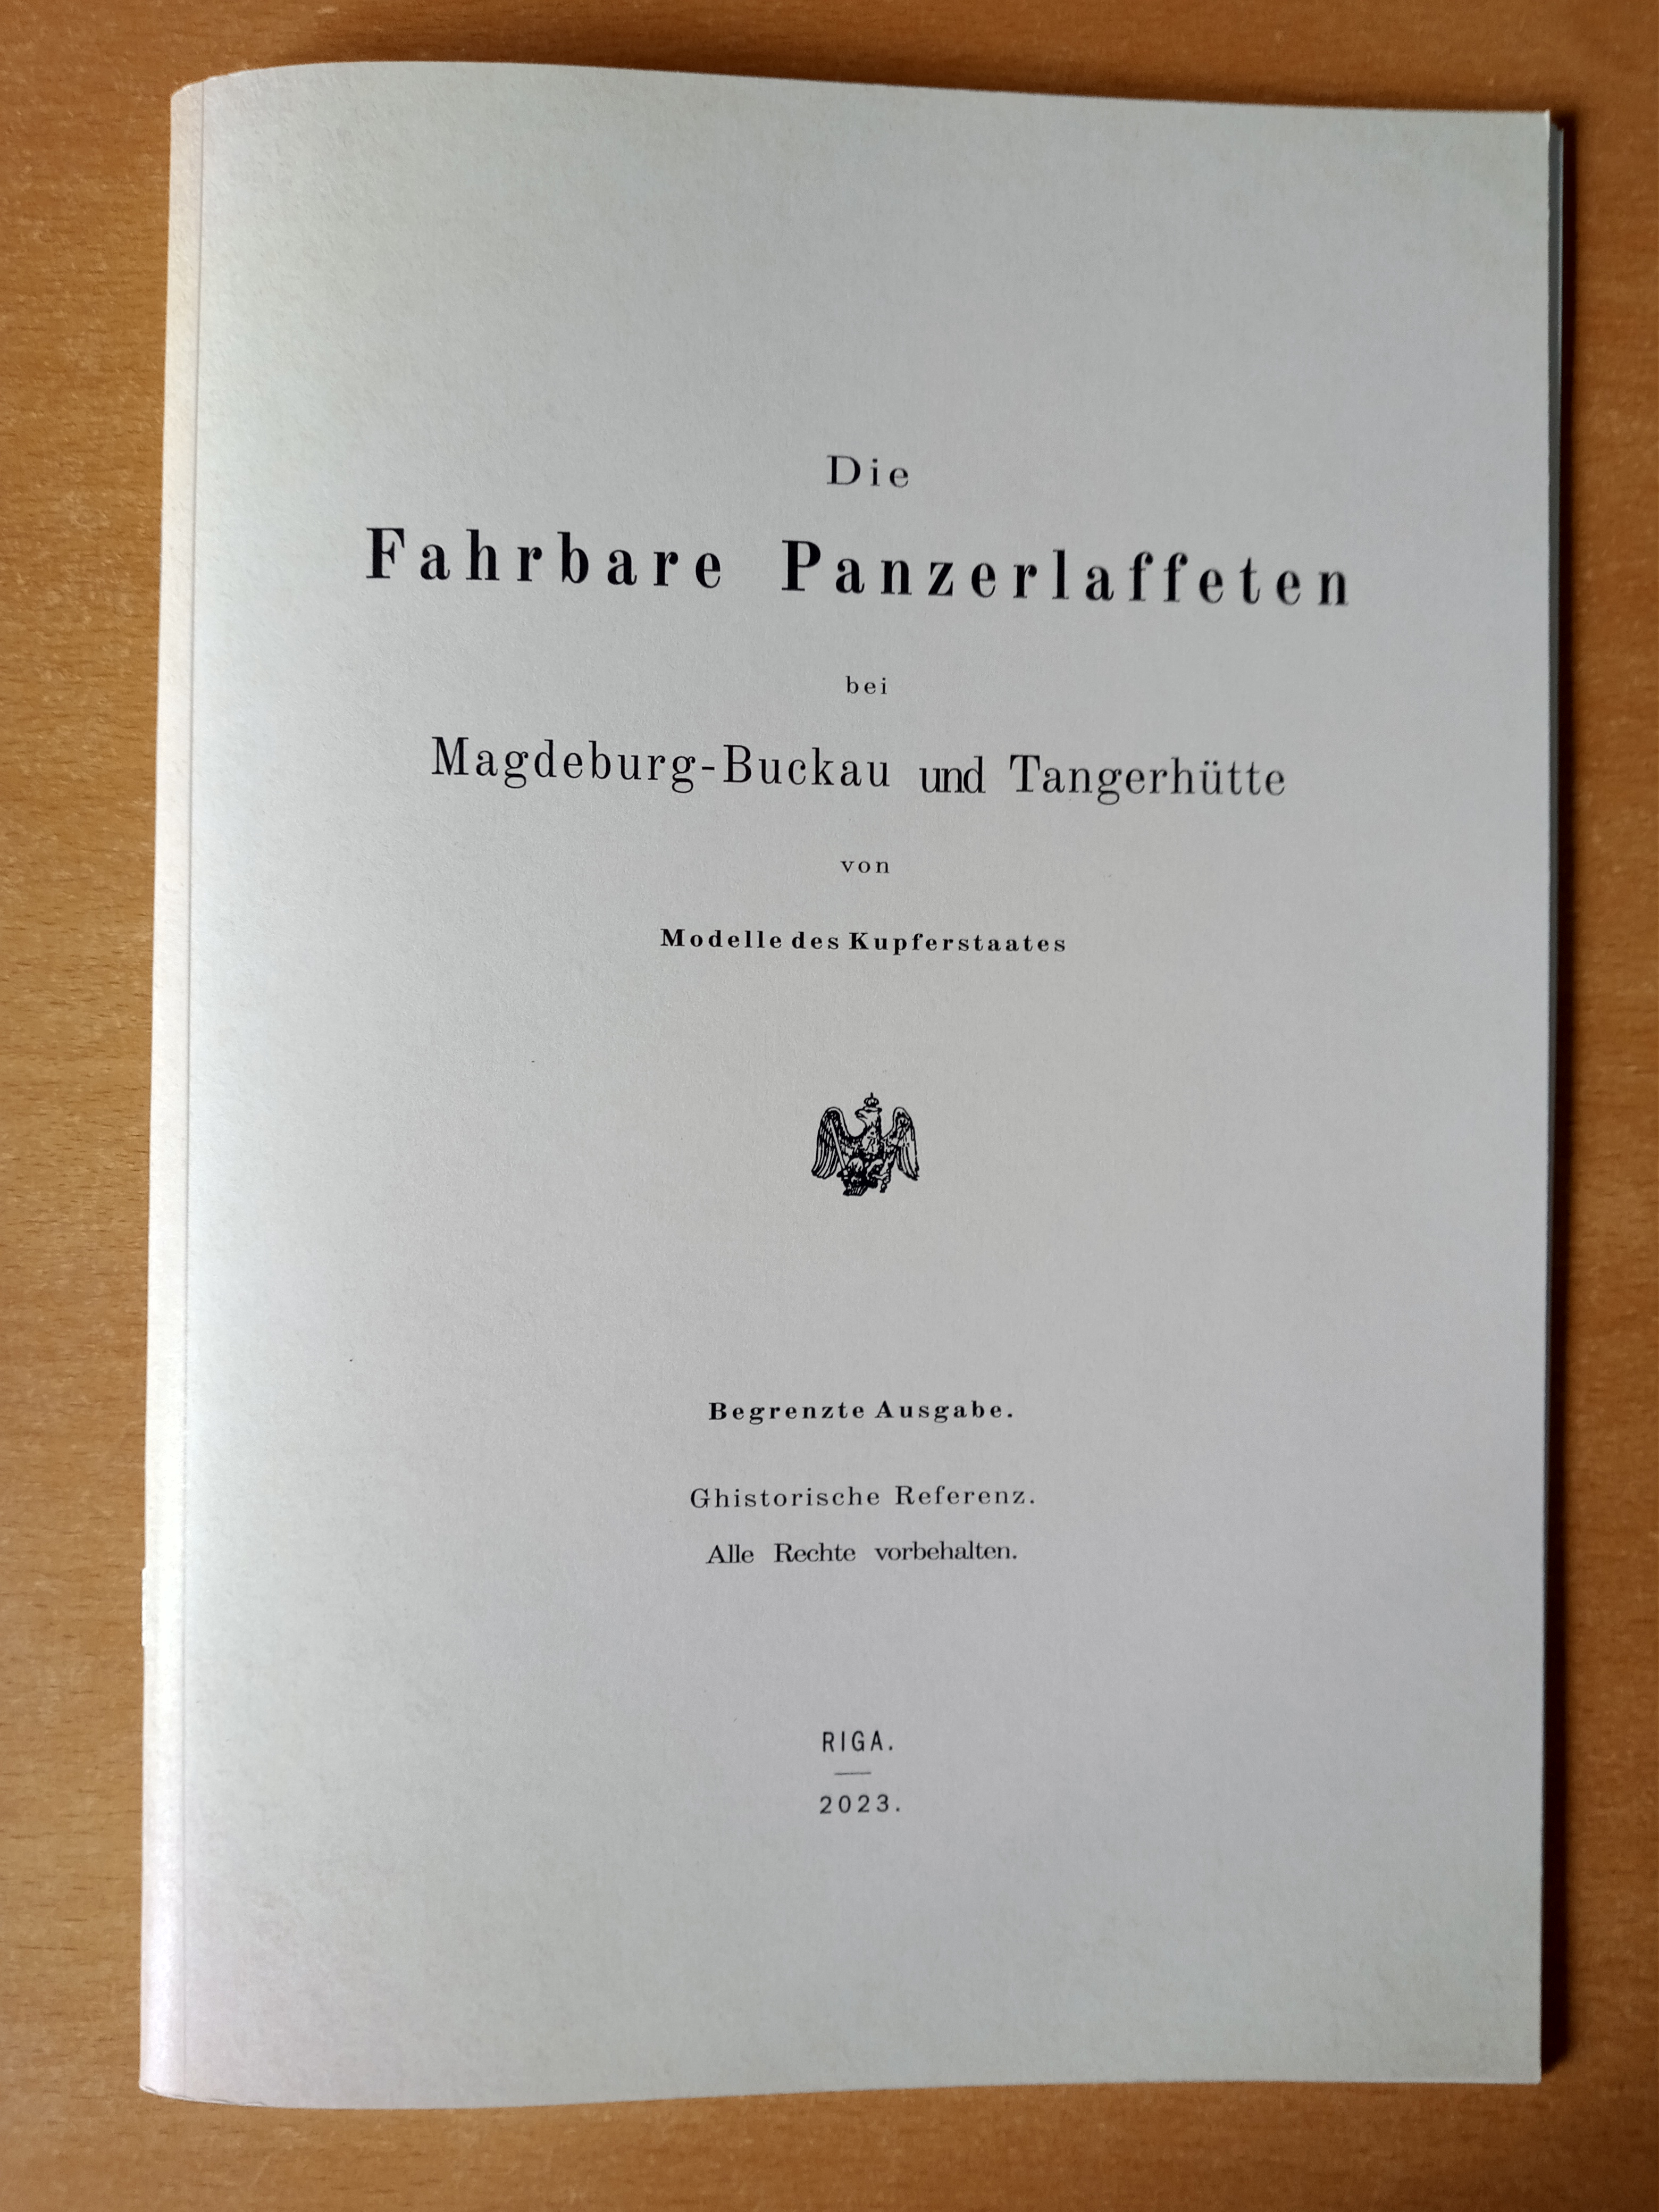 Die
Fahrbare Panzerlaffeten
bei
Magdeburg-Buckau und Tangerhütte
von
Modelle des Kupferstaates
Begrenzte Ausgabe.
Ghistorische Referenz.
Alle Rechte vorbehalten.
RIGA.
2023.